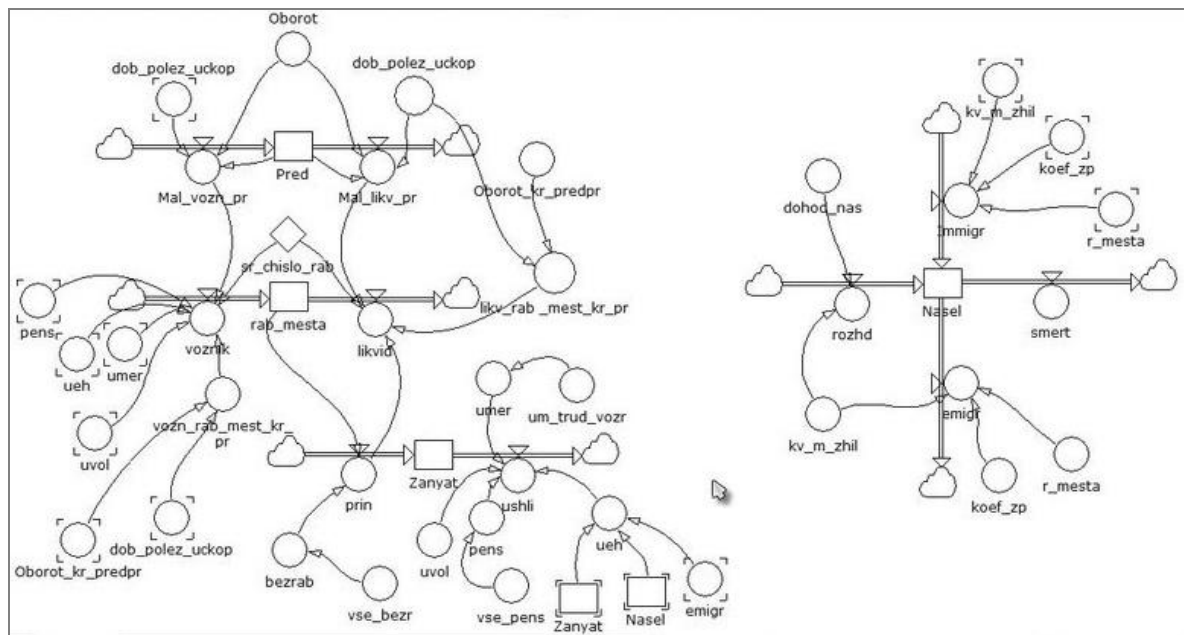 Oborot
dob_polez_uckop
dob_polez_uckop
Pred
Mal_vozn_pr
Mal_likv_pr
Oborot_kr_predpr
sr_chislo_rab
likv_rab _mest_kr_pr
pens
ueh
umer
voznik
rab_mesta
likvid
uvol
vozn_rab_mest_kr_
pr
umer
um_trud_vozr
Zanyat
prin
ushli
Oborot_kr_predpr
dob_polez_uckop
bezrab
vse_bezr
uvol
pens
vse_pens
ueh
Zanyat
Nasel
emigr
kv_m_zhil
koef_zp
dohod_nas
Immigr
r_mesta
Nasel
rozhd
smert
emigr
kv_m_zhil
koef_zp
r_mesta